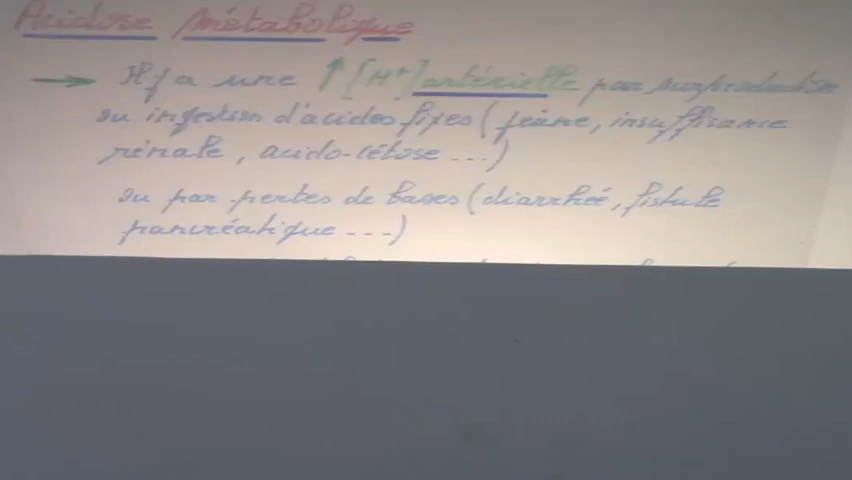 Acidose métabolique
→ Il y a une ↑ [H+] artérielle par surproduction
ou ingestion d'acides fixes (jeûne, insuffisance
rénale, acido-cétose ...)
ou par pertes de bases (diarrhée, fistule
pancréatique ...)